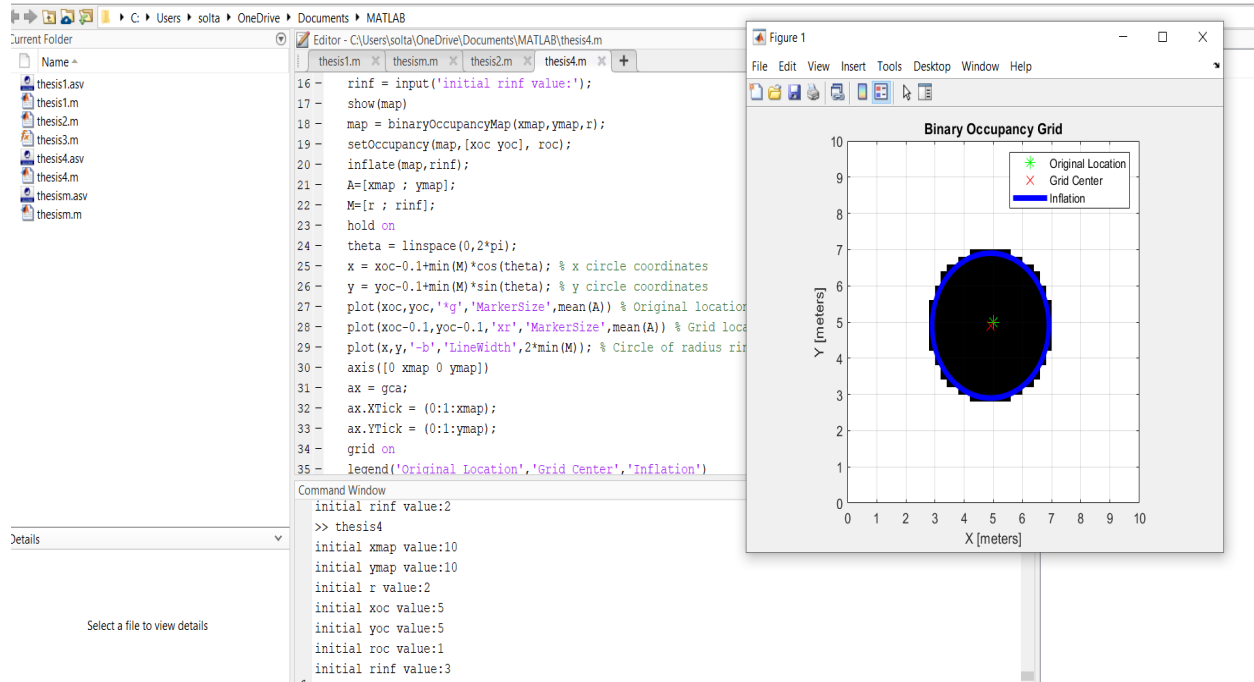 C: ▸ Users ▸ solta ▸ OneDrive ▸ Documents ▸ MATLAB
Current Folder
Name
thesis1.asv
thesis1.m
thesis2.m
thesis3.m
thesis4.asv
thesis4.m
thesism.asv
thesism.m
Details
Select a file to view details
Editor - C:\Users\solta\OneDrive\Documents\MATLAB\thesis4.m
thesis1.m thesism.m thesis2.m thesis4.m
16 rinf = input('initial rinf value:');
17 show(map)
18 map = binaryOccupancyMap(xmap,ymap,r);
19 setOccupancy(map,[xoc yoc], roc);
20 inflate(map,rinf);
21 A=[xmap ; ymap];
22 M=[r ; rinf];
23 hold on
24 theta = linspace(0,2*pi);
25 x = xoc-0.1+min(M)*cos(theta); % x circle coordinates
26 y = yoc-0.1+min(M)*sin(theta); % y circle coordinates
27 plot(xoc,yoc,'*g','MarkerSize',mean(A)) % Original location
28 plot(xoc-0.1,yoc-0.1,'xr','MarkerSize',mean(A)) % Grid loca
29 plot(x,y,'-b','LineWidth',2*min(M)); % Circle of radius rin
30 axis([0 xmap 0 ymap])
31 ax = gca;
32 ax.XTick = (0:1:xmap);
33 ax.YTick = (0:1:ymap);
34 grid on
35 legend('Original Location','Grid Center','Inflation')
Command Window
initial rinf value:2
>> thesis4
initial xmap value:10
initial ymap value:10
initial r value:2
initial xoc value:5
initial yoc value:5
initial roc value:1
initial rinf value:3
Figure 1
File Edit View Insert Tools Desktop Window Help
Binary Occupancy Grid
Original Location
Grid Center
Inflation
10
9
8
7
6
5
4
3
2
1
0
Y [meters]
0 1 2 3 4 5 6 7 8 9 10
X [meters]